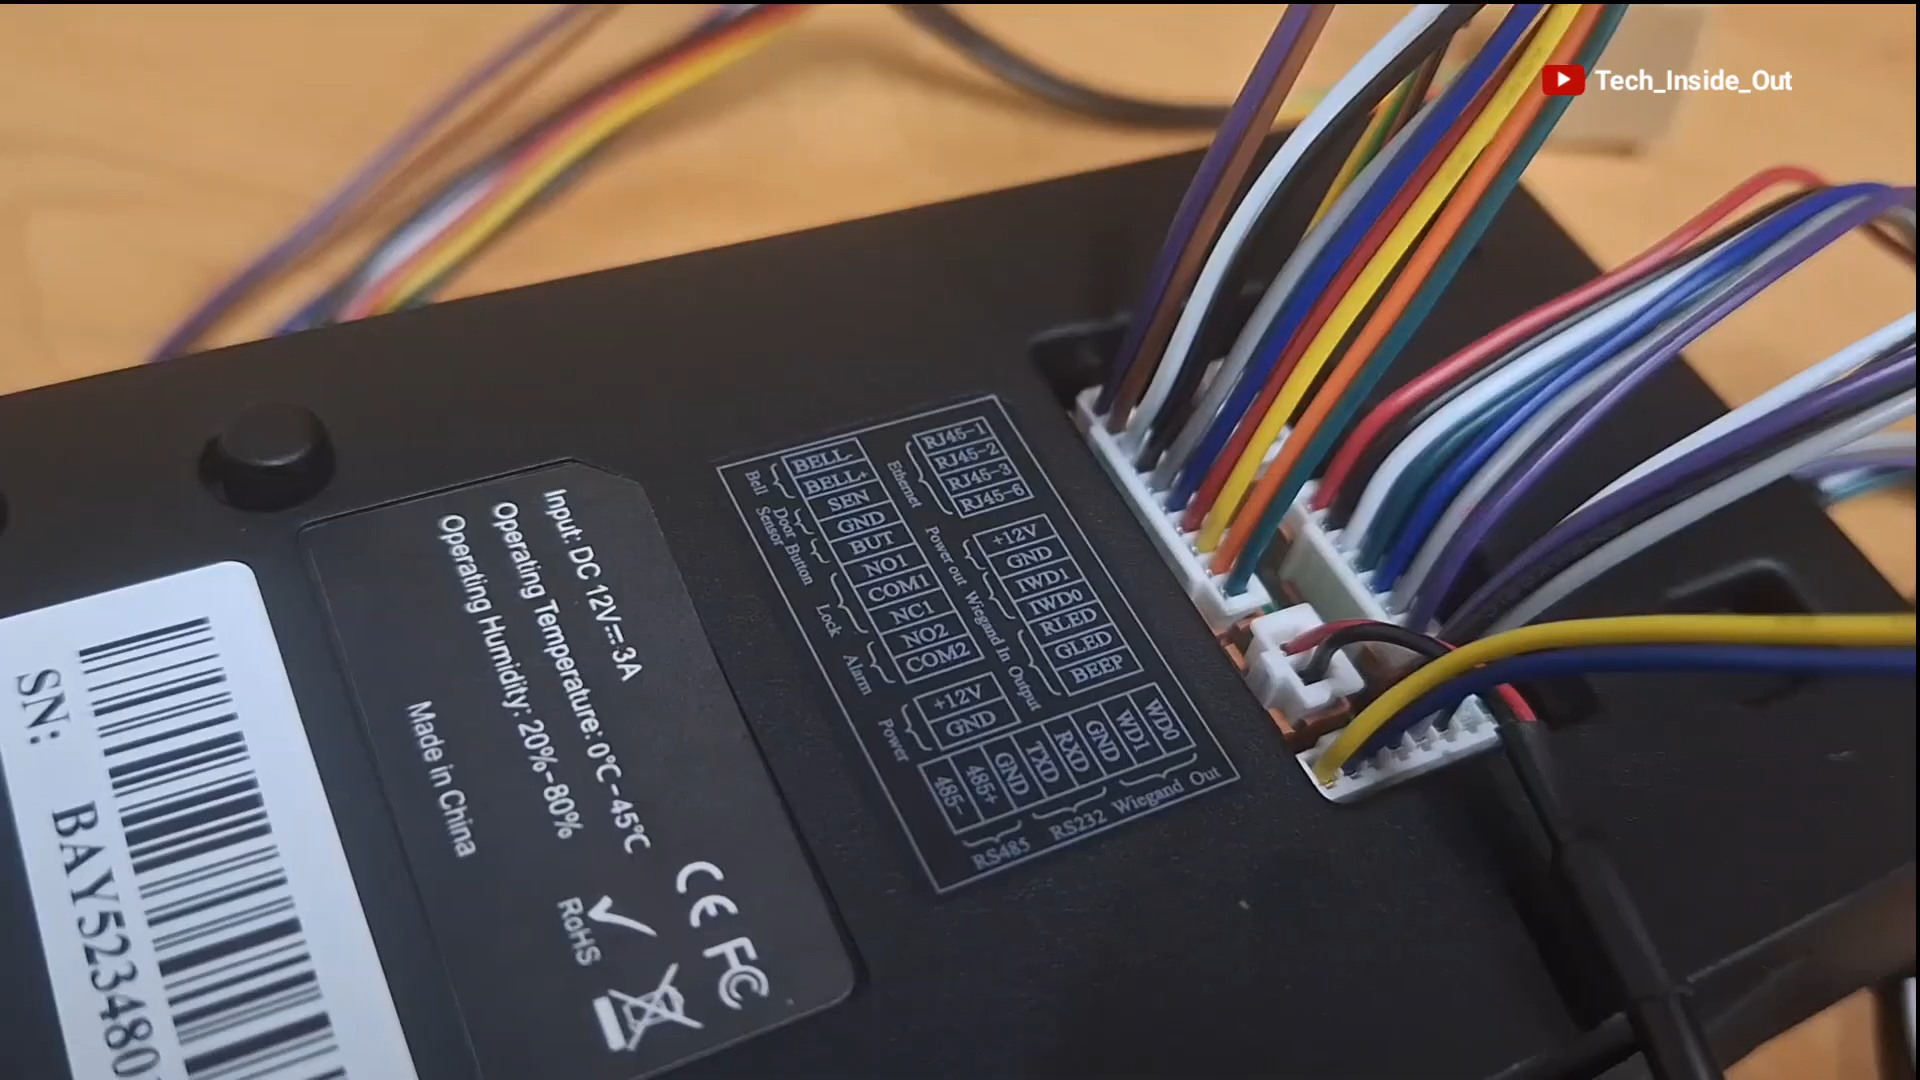 Tech_Inside_Out
RJ45-1
RJ45-2
RJ45-3
RJ45-6
Ethernet
BELL-
BELL+
SEN
GND
BUT
NO1
COM1
NC1
NO2
COM2
Bell
Door
Sensor
Button
Lock
Alarm
+12V
GND
IWD1
IWD0
RLED
GLED
BEEP
Power out
Wiegand In
Output
+12V
GND
Power
485-
485+
GND
TXD
RXD
GND
WD1
WD0
RS485
RS232
Wiegand Out
Input: DC 12V⎓3A
Operating Temperature: 0℃-45℃
Operating Humidity: 20%-80%
Made in China
RoHS
CE FC
SN:
BAY523480